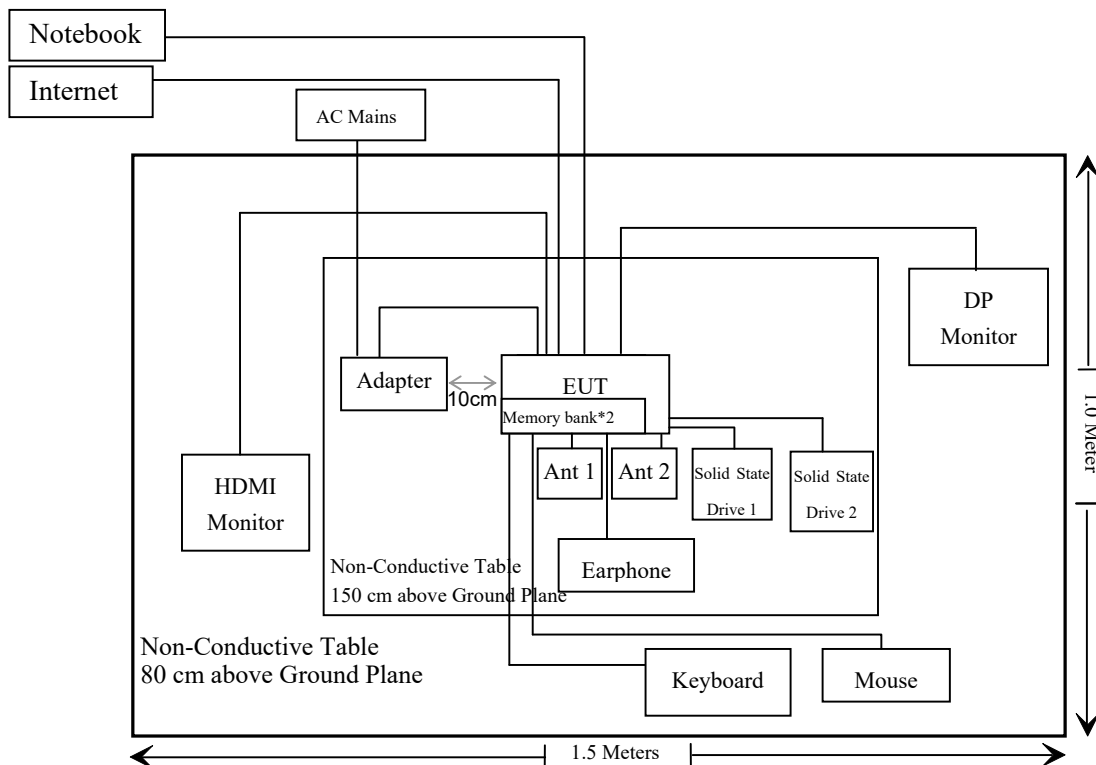 Notebook
Internet
AC Mains
DP
Monitor
EUT
Adapter
10cm
Memory bank*2
Ant 1
Ant 2
Solid State
Drive 1
Solid State
Drive 2
HDMI
Monitor
Earphone
Non-Conductive Table
150 cm above Ground Plane
Non-Conductive Table
80 cm above Ground Plane
Keyboard
Mouse
1.0 Meter
1.5 Meters